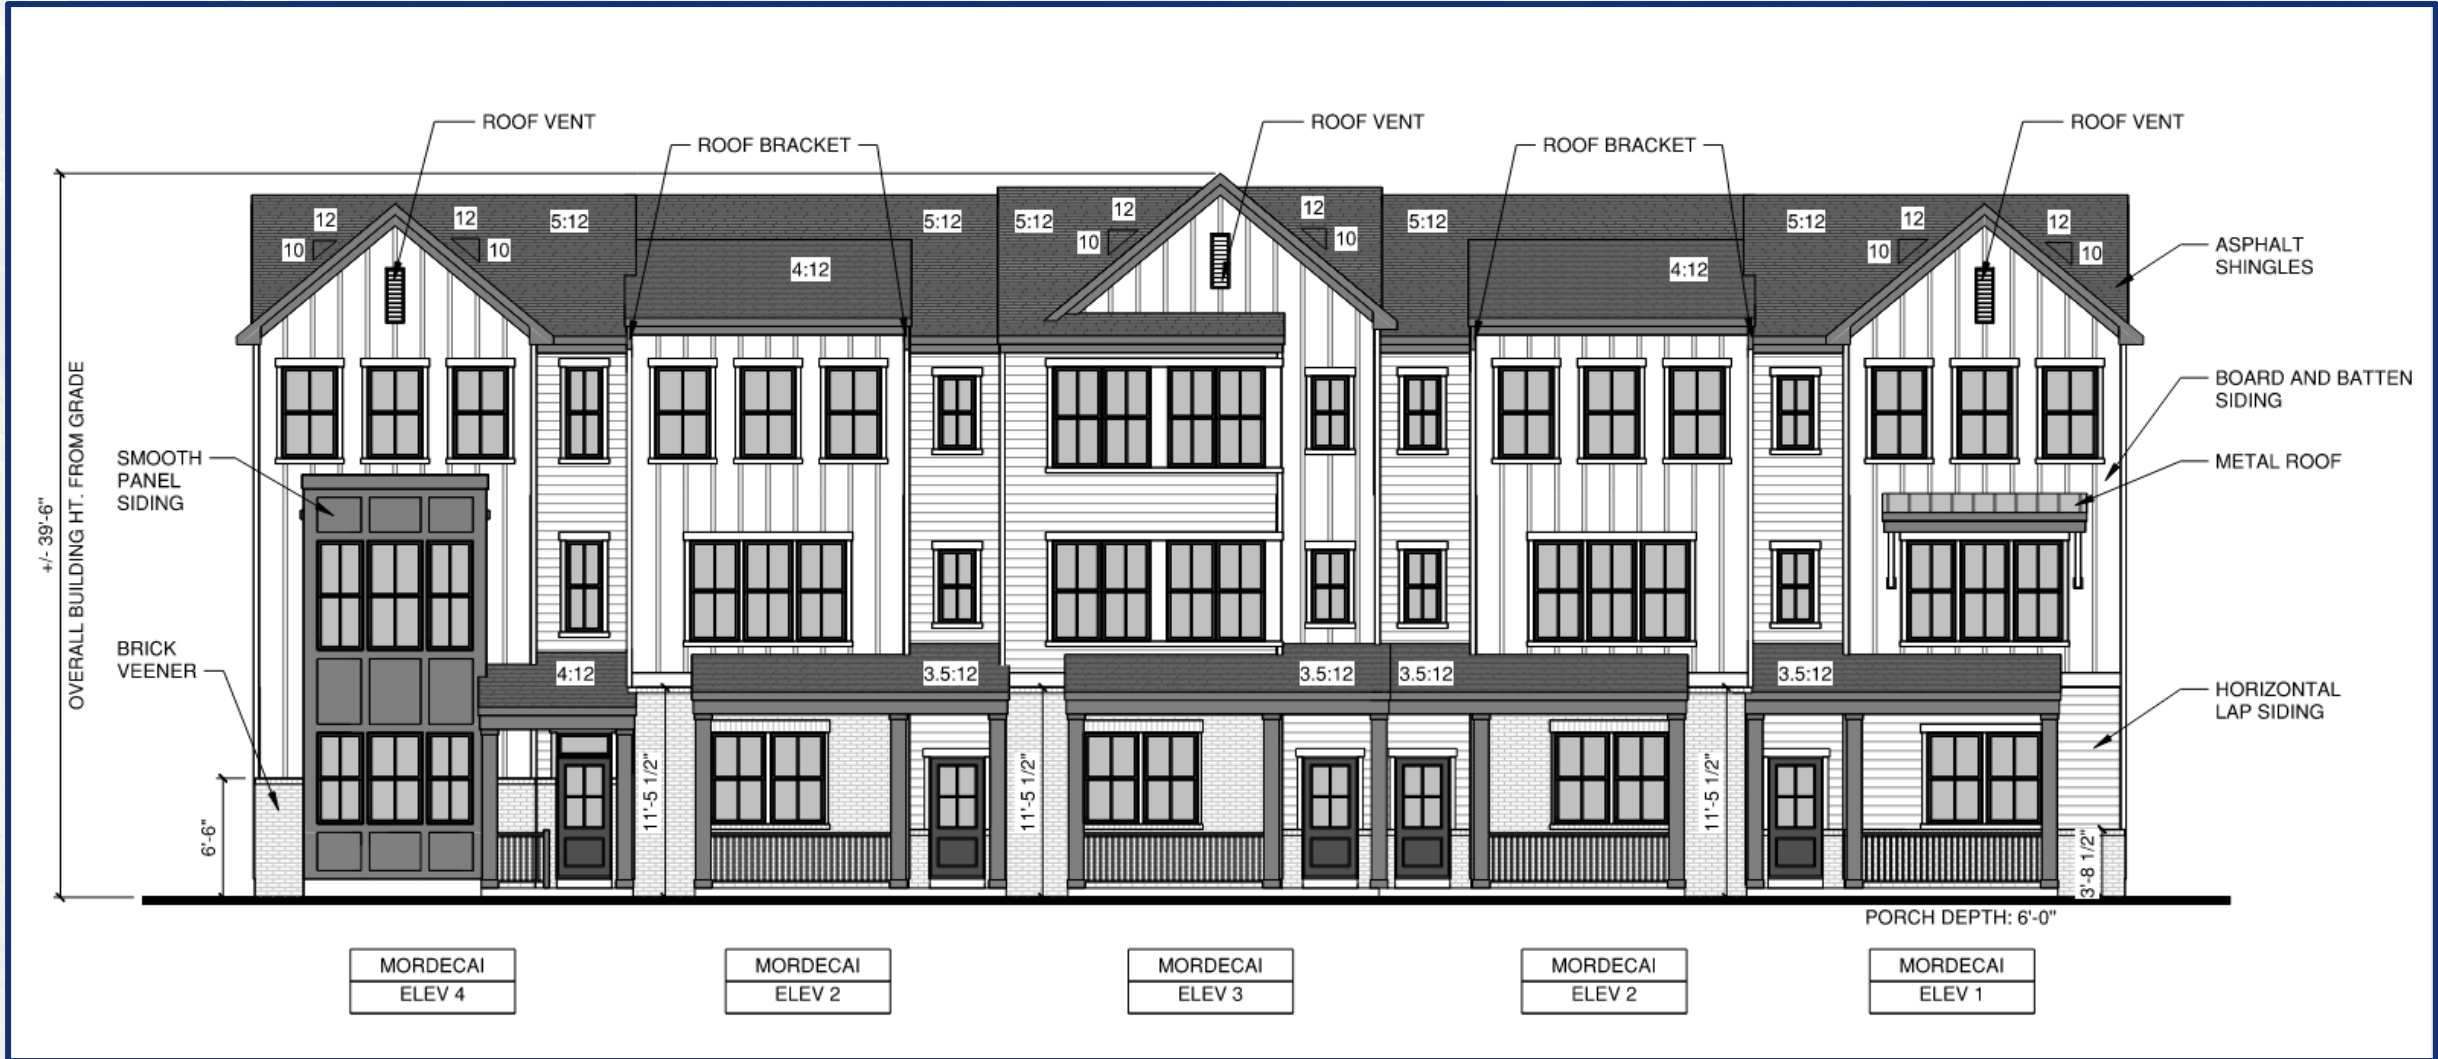 ROOF VENT
ROOF BRACKET
ROOF VENT
ROOF BRACKET
ROOF VENT
12
12
5:12
5:12
5:12
12
12
5:12
5:12
12
12
10
10
10
10
10
10
4:12
4:12
ASPHALT
SHINGLES
BOARD AND BATTEN
SIDING
METAL ROOF
HORIZONTAL
LAP SIDING
+/- 39'-6"
OVERALL BUILDING HT. FROM GRADE
SMOOTH
PANEL
SIDING
BRICK
VEENER
4:12
3.5:12
3.5:12
3.5:12
3.5:12
6'-6"
11'-5 1/2"
11'-5 1/2"
11'-5 1/2"
3'-8 1/2"
PORCH DEPTH: 6'-0"
MORDECAI
ELEV 4
MORDECAI
ELEV 2
MORDECAI
ELEV 3
MORDECAI
ELEV 2
MORDECAI
ELEV 1